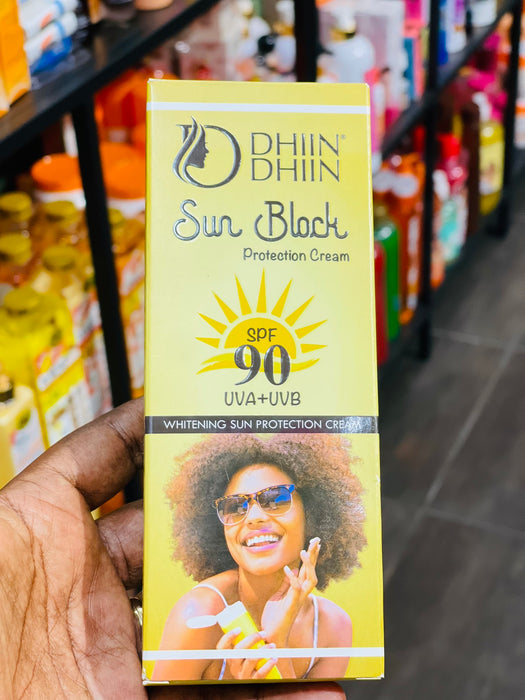 DHIIN®
DHIIN
Sun Block
Protection Cream
SPF
90
UVA+UVB
WHITENING SUN PROTECTION CREAM